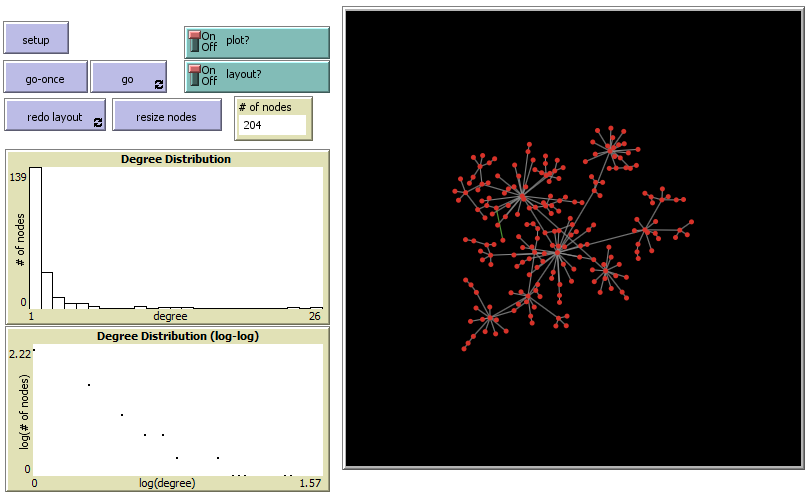 setup
On
Off
plot?
go-once
go
On
Off
layout?
redo layout
resize nodes
# of nodes
204
Degree Distribution
139
# of nodes
0
1
degree
26
Degree Distribution (log-log)
2.22
log(# of nodes)
0
0
log(degree)
1.57